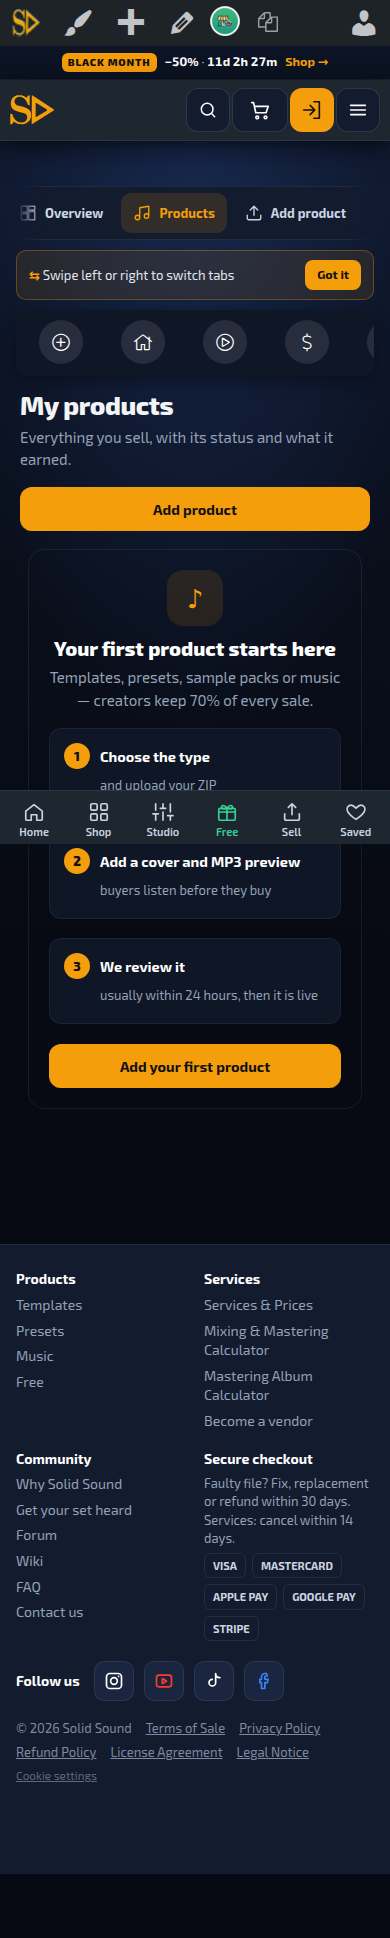 BLACK MONTH −50% · 11d 2h 27m Shop →
Overview Products Add product
⇆ Swipe left or right to switch tabs Got it
My products
Everything you sell, with its status and what it
earned.
Add product
Your first product starts here
Templates, presets, sample packs or music
— creators keep 70% of every sale.
1 Choose the type
and upload your ZIP
Home Shop Studio Free Sell Saved
2 Add a cover and MP3 preview
buyers listen before they buy
3 We review it
usually within 24 hours, then it is live
Add your first product
Products
Templates
Presets
Music
Free
Services
Services & Prices
Mixing & Mastering
Calculator
Mastering Album
Calculator
Become a vendor
Community
Why Solid Sound
Get your set heard
Forum
Wiki
FAQ
Contact us
Secure checkout
Faulty file? Fix, replacement
or refund within 30 days.
Services: cancel within 14
days.
VISA MASTERCARD
APPLE PAY GOOGLE PAY
STRIPE
Follow us
© 2026 Solid Sound Terms of Sale Privacy Policy
Refund Policy License Agreement Legal Notice
Cookie settings